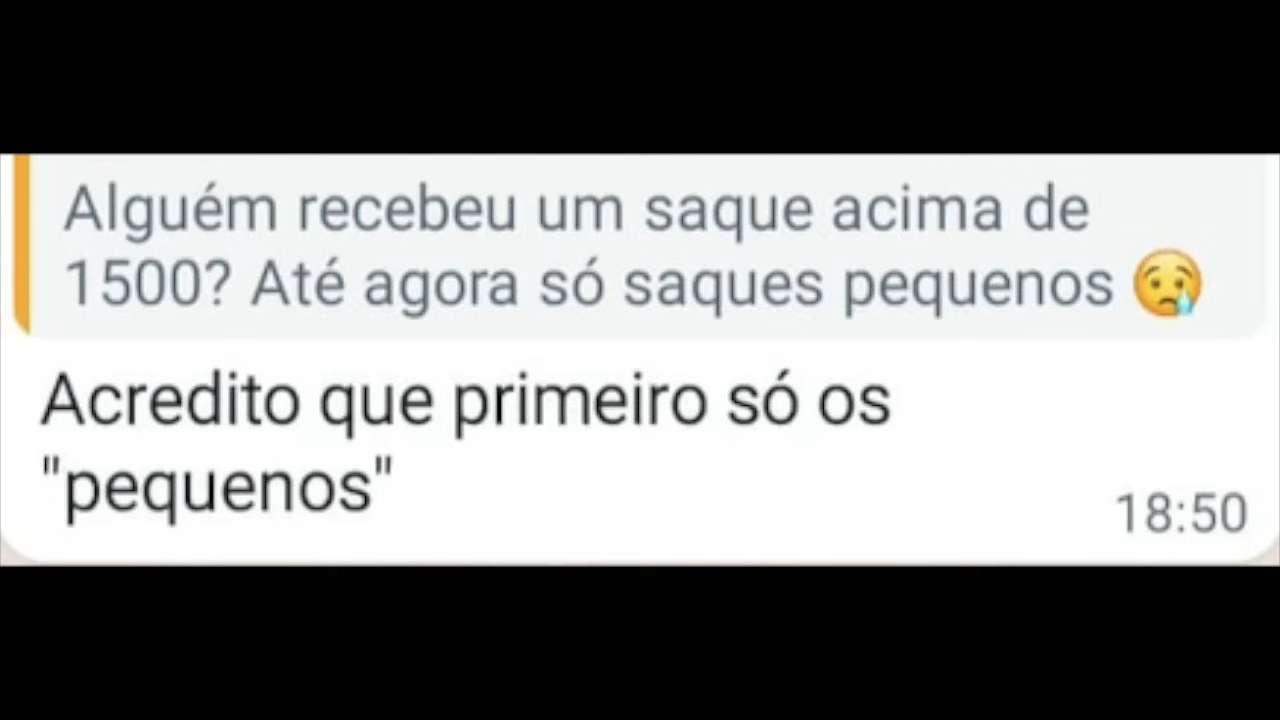 Alguém recebeu um saque acima de
1500? Até agora só saques pequenos 😢
Acredito que primeiro só os
"pequenos"
18:50